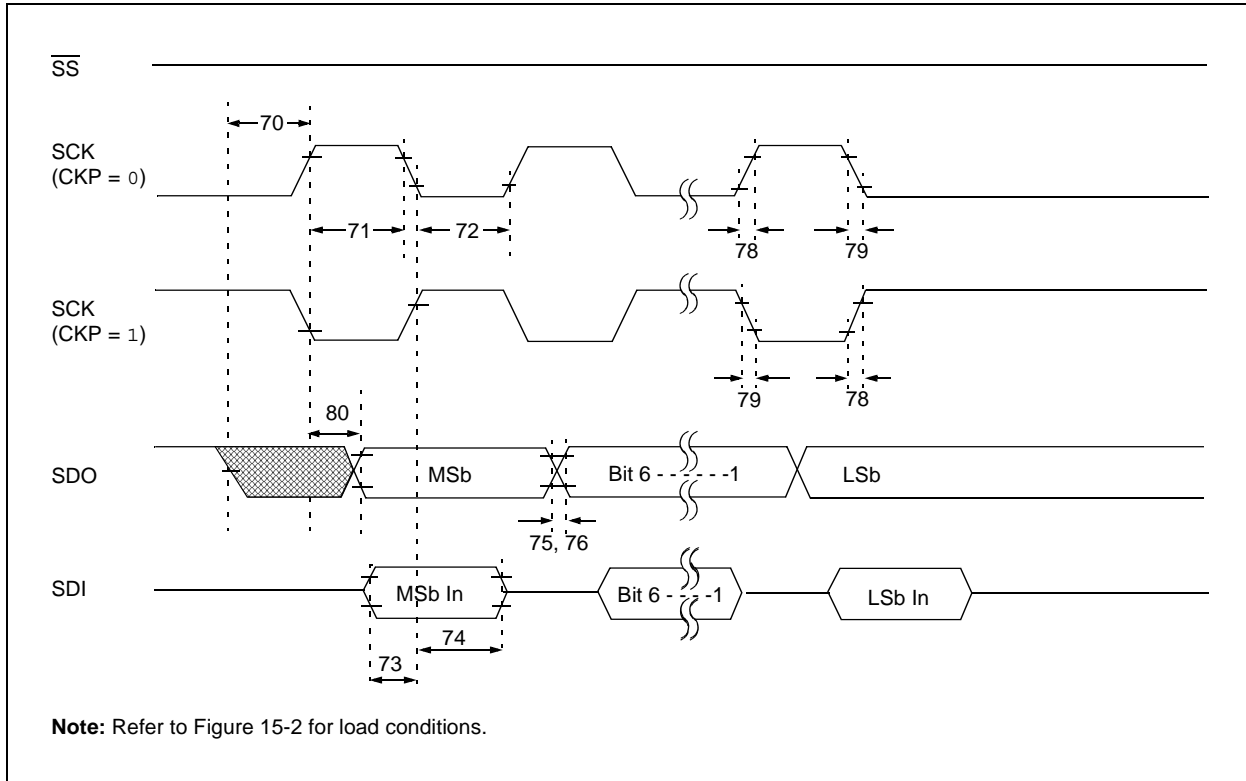 SS
70
SCK
(CKP = 0)
71
72
78
79
SCK
(CKP = 1)
79
78
80
SDO
MSb
Bit 6 - - - - - - -1
LSb
75, 76
SDI
MSb In
Bit 6 - - - - -1
LSb In
74
73
Note: Refer to Figure 15-2 for load conditions.